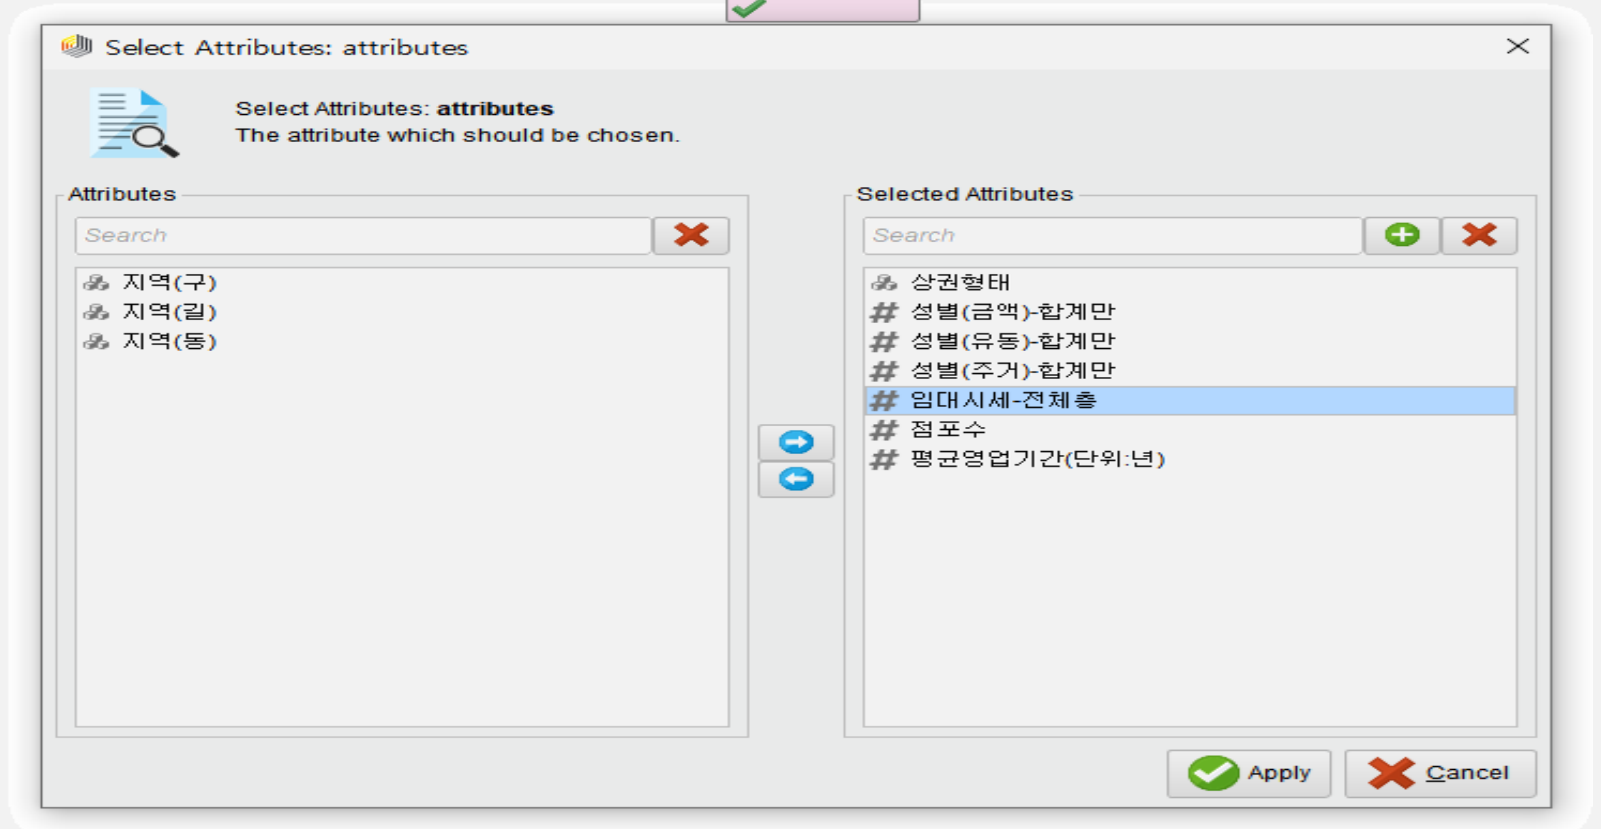 Select Attributes: attributes
Select Attributes: attributes
The attribute which should be chosen.
Attributes
Search
지역(구)
지역(길)
지역(동)
Selected Attributes
Search
상권형태
성별(금액)-합계만
성별(유동)-합계만
성별(주거)-합계만
임대시세-전체층
점포수
평균영업기간(단위:년)
Apply
Cancel